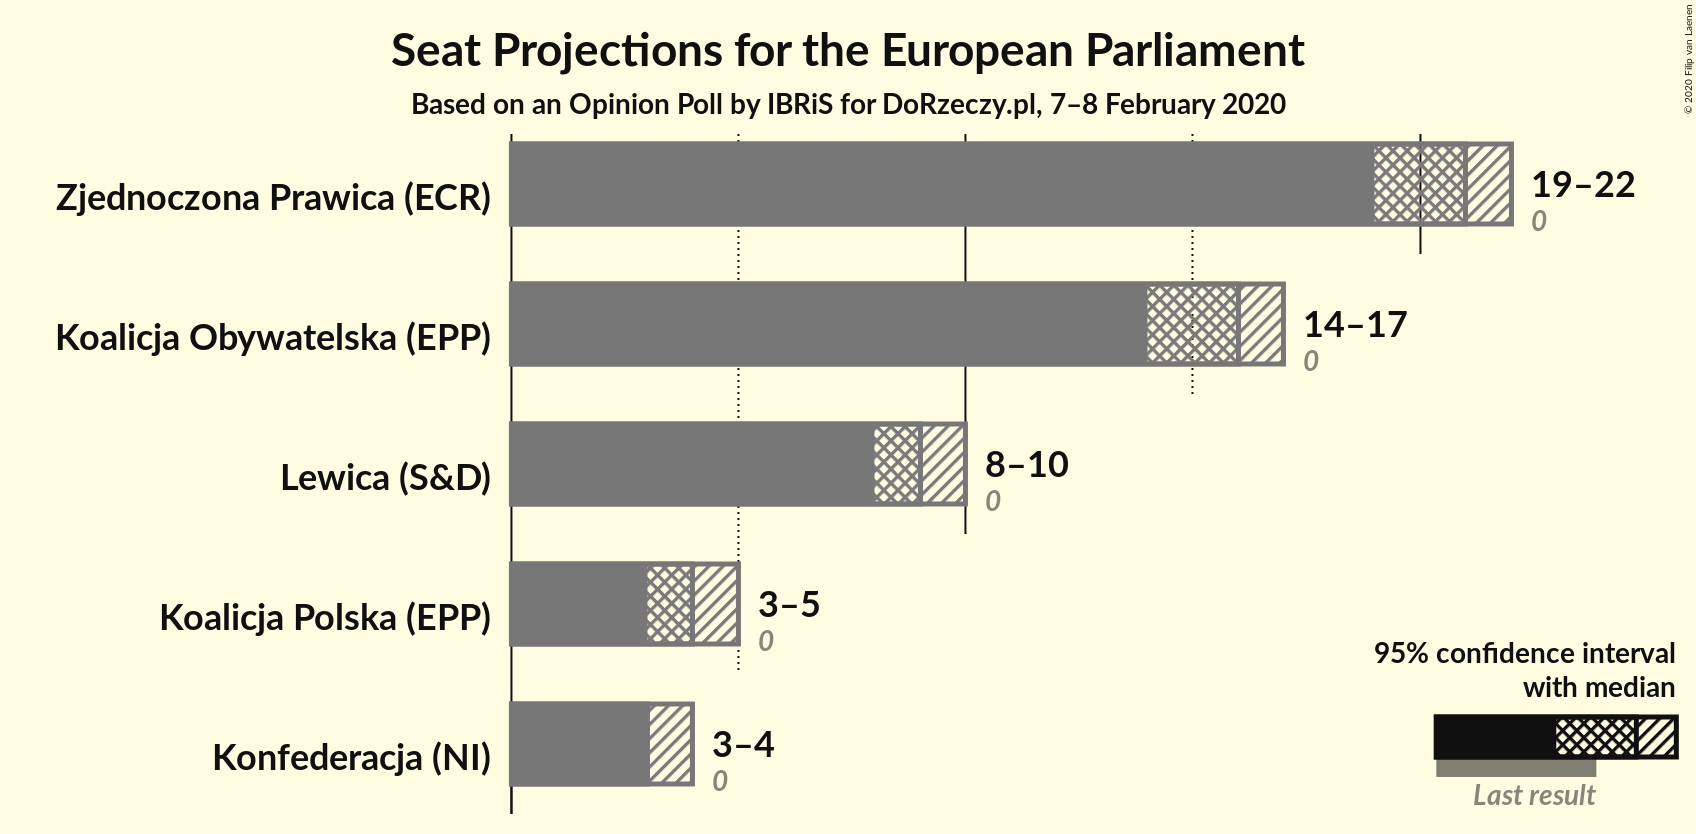 Seat Projections for the European Parliament
Based on an Opinion Poll by IBRiS for DoRzeczy.pl, 7–8 February 2020
© 2020 Filip van Laenen
Zjednoczona Prawica (ECR)
19–22
0
Koalicja Obywatelska (EPP)
14–17
0
Lewica (S&D)
8–10
0
Koalicja Polska (EPP)
3–5
0
Konfederacja (NI)
3–4
0
95% confidence interval
with median
Last result